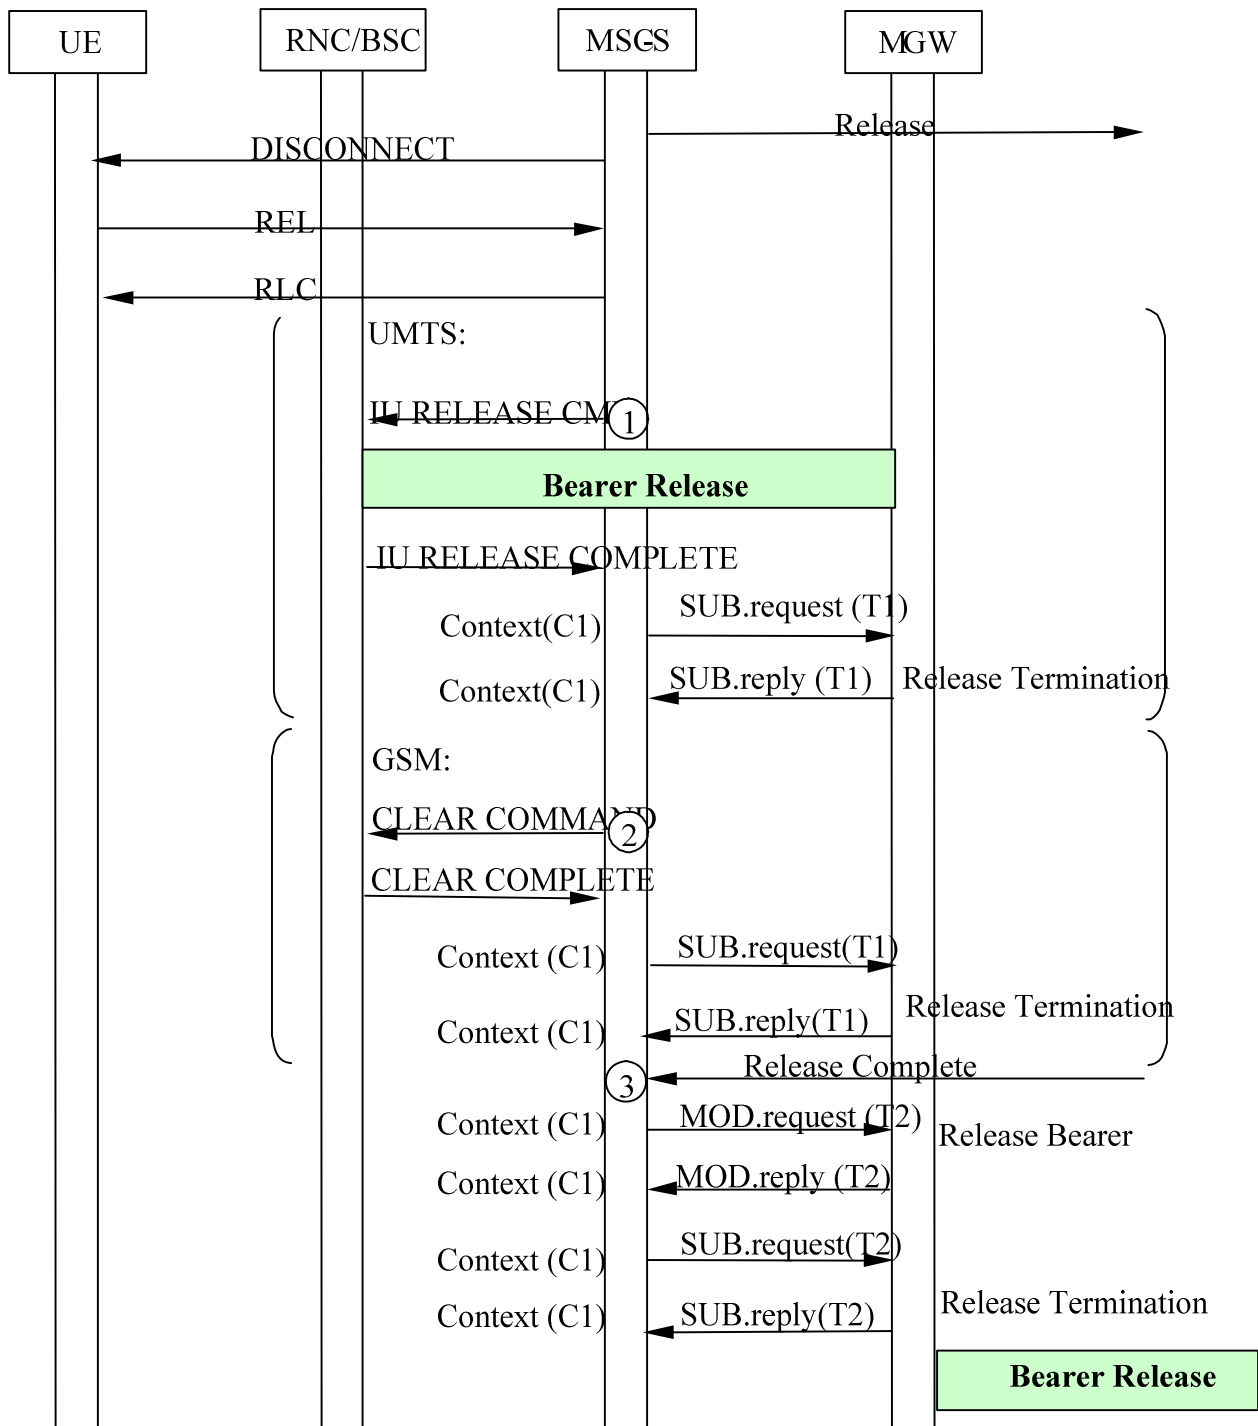 UE
RNC/BSC
MSC-S
MGW
Release
DISCONNECT
REL
RLC
UMTS:
IU RELEASE CM
1
Bearer Release
IU RELEASE COMPLETE
SUB.request (T1)
Context(C1)
SUB.reply (T1)
Release Termination
Context(C1)
GSM:
CLEAR COMMAND
2
CLEAR COMPLETE
SUB.request(T1)
Context (C1)
Release Termination
SUB.reply(T1)
Context (C1)
Release Complete
3
MOD.request (T2)
Context (C1)
Release Bearer
MOD.reply (T2)
Context (C1)
SUB.request(T2)
Context (C1)
Release Termination
SUB.reply(T2)
Context (C1)
Bearer Release